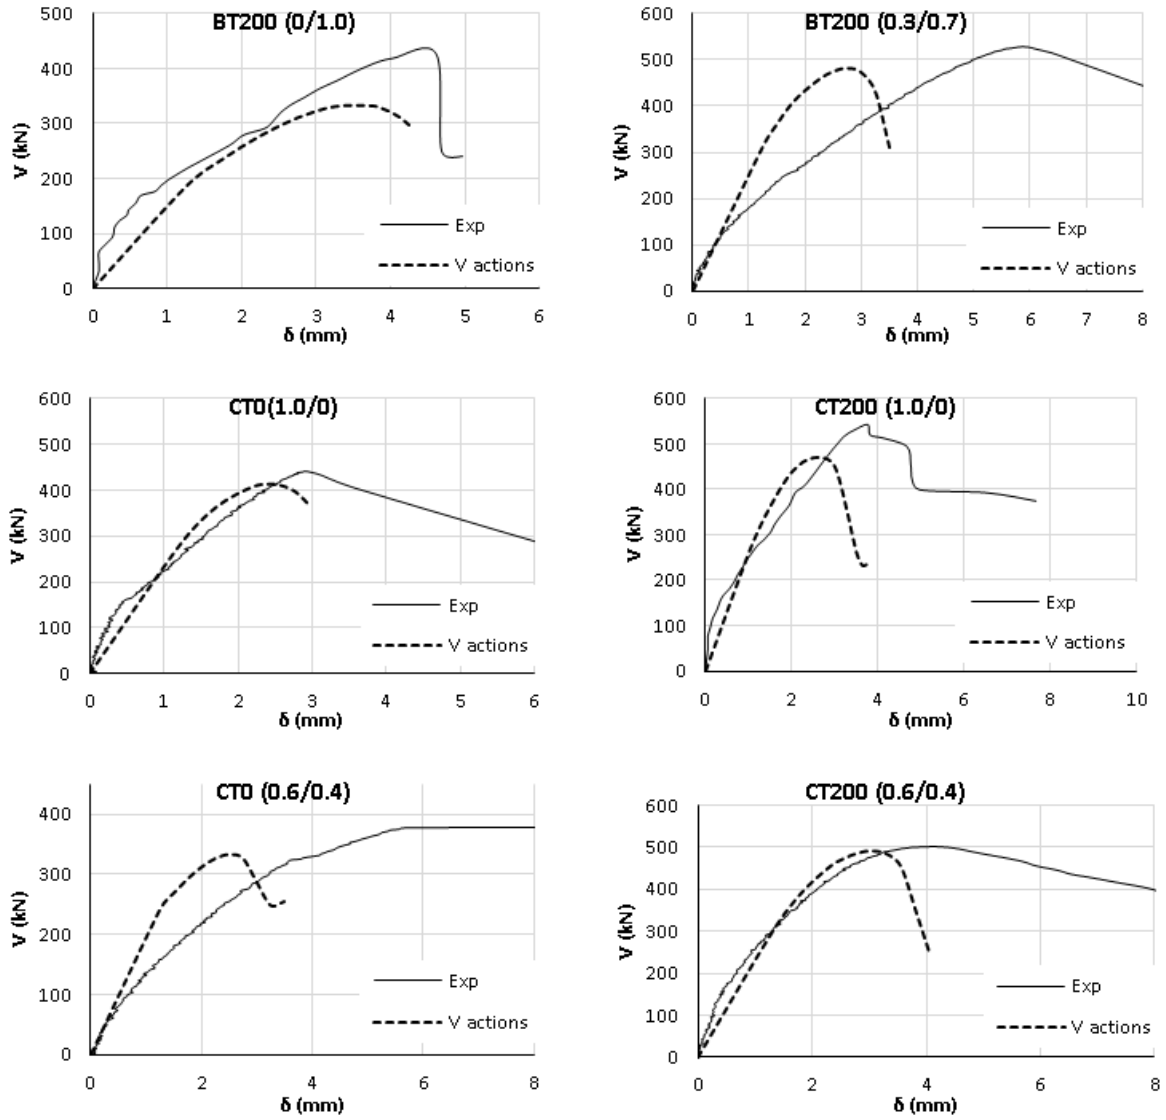 BT200 (0/1.0)
500
400
300
200
100
0
V (kN)
0 1 2 3 4 5 6
δ (mm)
Exp
V actions
BT200 (0.3/0.7)
600
500
400
300
200
100
0
V (kN)
0 1 2 3 4 5 6 7 8
δ (mm)
Exp
V actions
CT0(1.0/0)
600
500
400
300
200
100
0
V (kN)
0 1 2 3 4 5 6
δ (mm)
Exp
V actions
CT200 (1.0/0)
600
500
400
300
200
100
0
V (kN)
0 2 4 6 8 10
δ (mm)
Exp
V actions
CT0 (0.6/0.4)
400
300
200
100
0
V (kN)
0 2 4 6 8
δ (mm)
Exp
V actions
CT200 (0.6/0.4)
600
500
400
300
200
100
0
V (kN)
0 2 4 6 8
δ (mm)
Exp
V actions